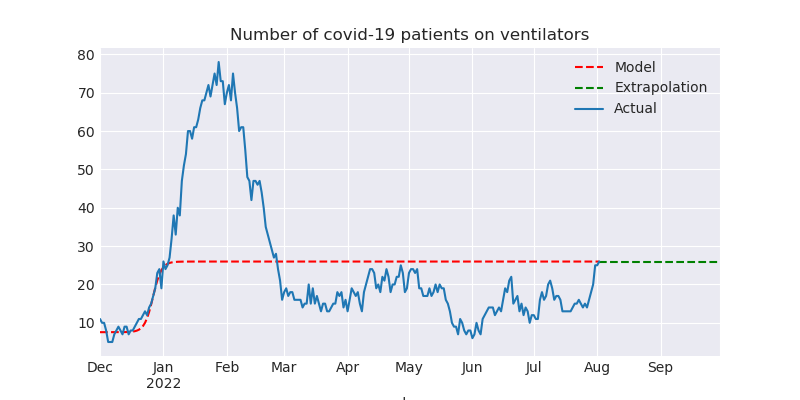 Number of covid-19 patients on ventilators
80
70
60
50
40
30
20
10
Model
Extrapolation
Actual
Dec Jan Feb Mar Apr May Jun Jul Aug Sep
2022